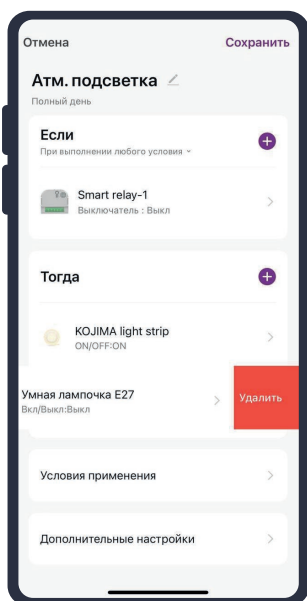 Отмена
Сохранить
Атм. подсветка
Полный день
Если
При выполнении любого условия
Smart relay-1
Выключатель : Выкл
Тогда
KOJIMA light strip
ON/OFF:ON
Умная лампочка E27
Вкл/Выкл:Выкл
Удалить
Условия применения
Дополнительные настройки